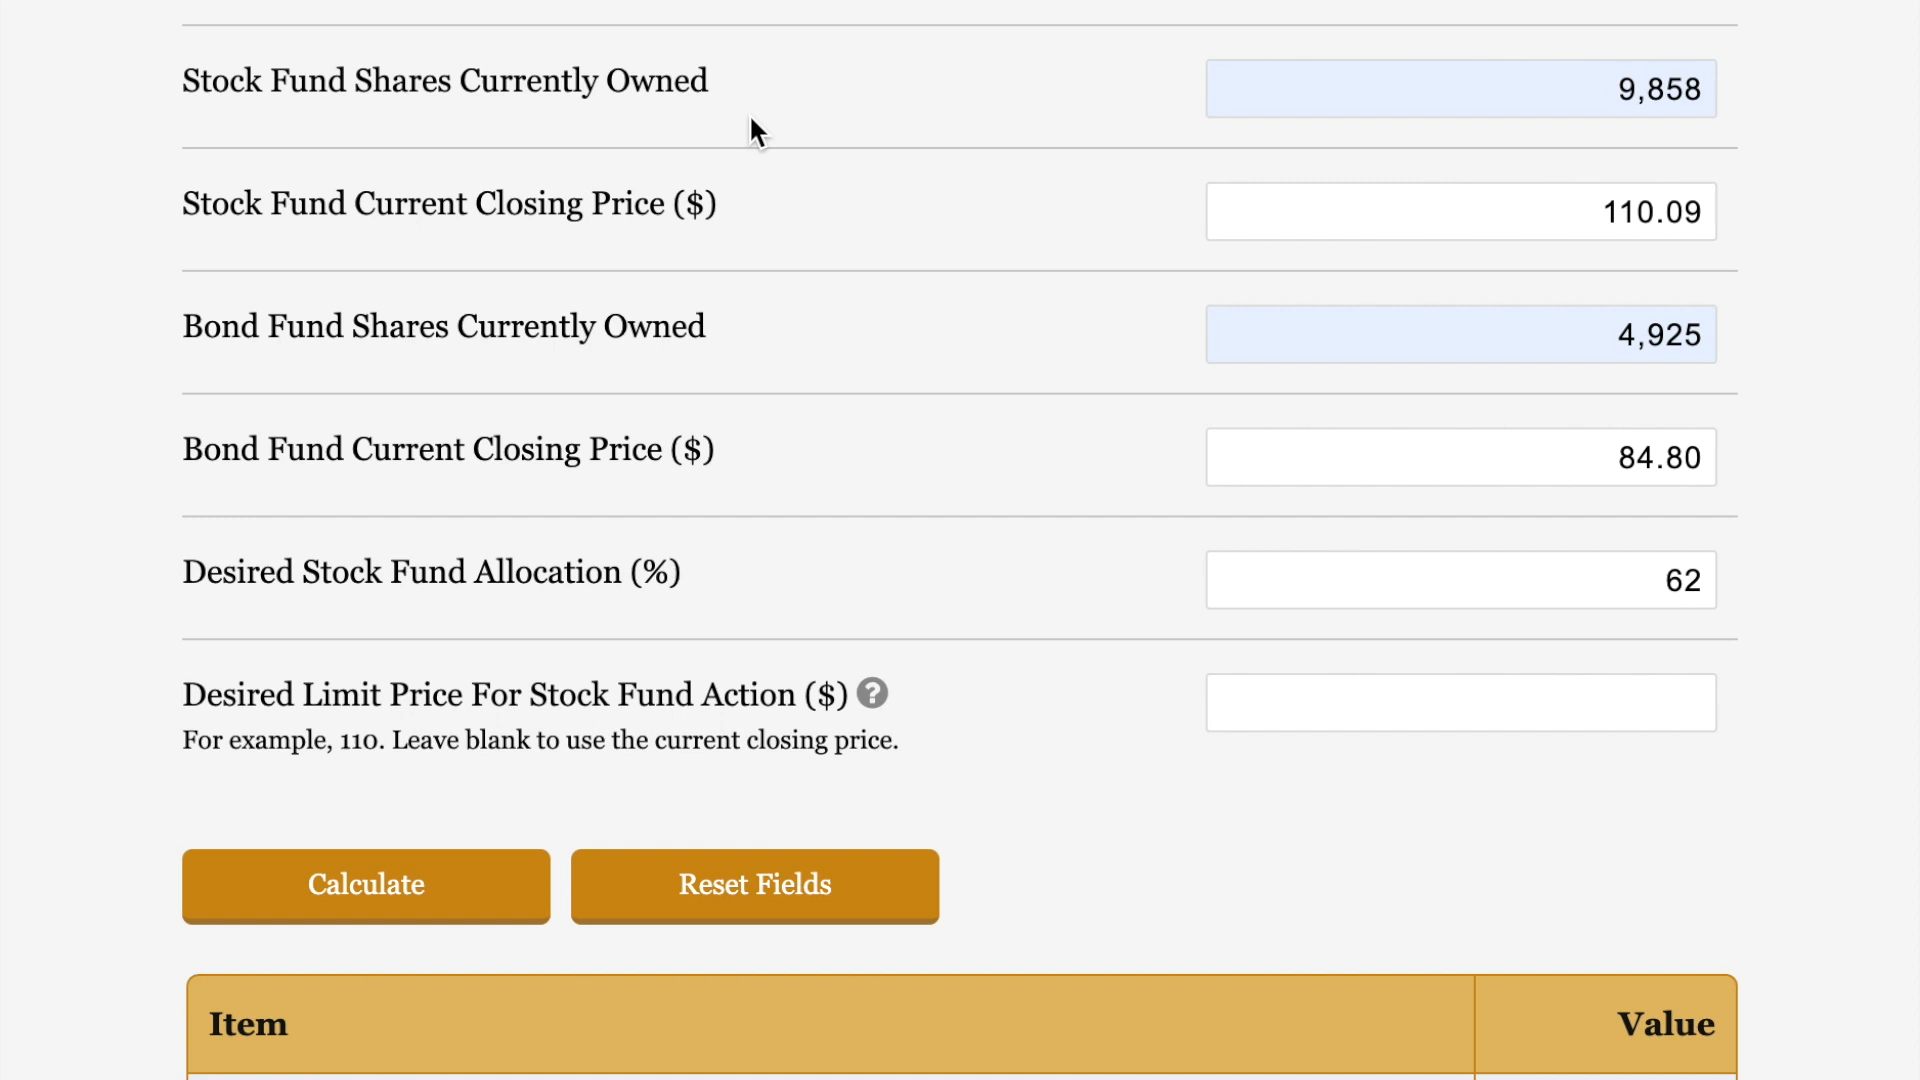 Stock Fund Shares Currently Owned
9,858
Stock Fund Current Closing Price ($)
110.09
Bond Fund Shares Currently Owned
4,925
Bond Fund Current Closing Price ($)
84.80
Desired Stock Fund Allocation (%)
62
Desired Limit Price For Stock Fund Action ($) ?
For example, 110. Leave blank to use the current closing price.
Calculate
Reset Fields
Item
Value